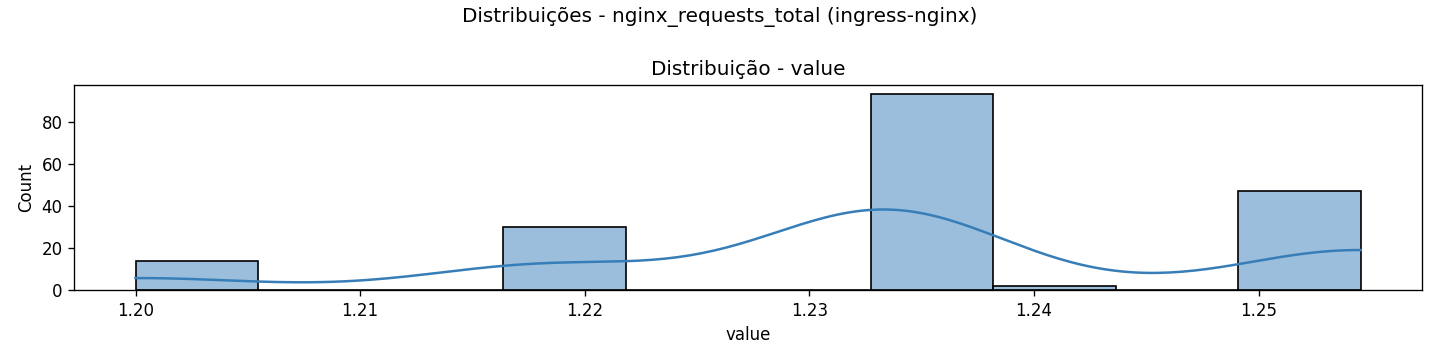 Distribuições - nginx_requests_total (ingress-nginx)
Distribuição - value
80
60
40
20
0
Count
1.20 1.21 1.22 1.23 1.24 1.25
value